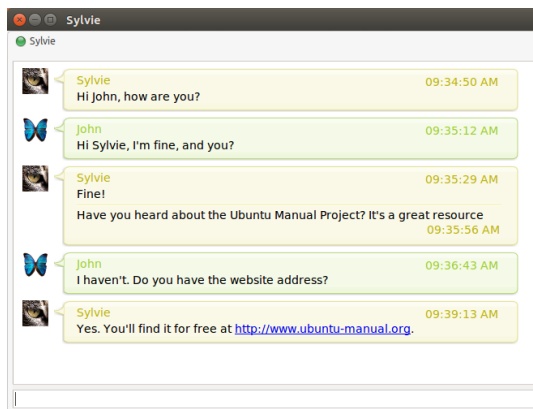 Sylvie
Sylvie
Sylvie 09:34:50 AM
Hi John, how are you?
John 09:35:12 AM
Hi Sylvie, I'm fine, and you?
Sylvie 09:35:29 AM
Fine!
Have you heard about the Ubuntu Manual Project? It's a great resource
09:35:56 AM
John 09:36:43 AM
I haven't. Do you have the website address?
Sylvie 09:39:13 AM
Yes. You'll find it for free at http://www.ubuntu-manual.org.